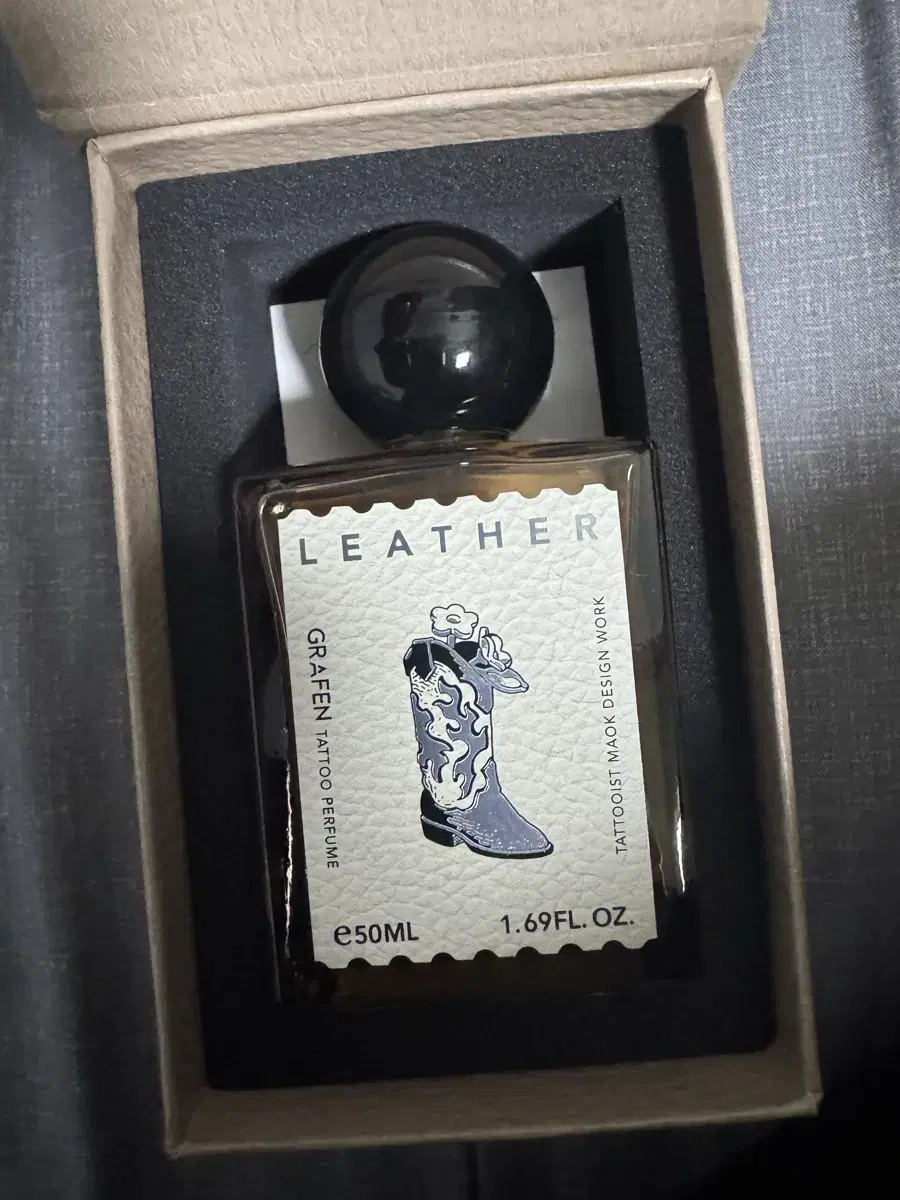 LEATHER
GRAFEN TATTOO PERFUME
TATTOOIST MAOK DESIGN WORK
℮50ML
1.69FL. OZ.